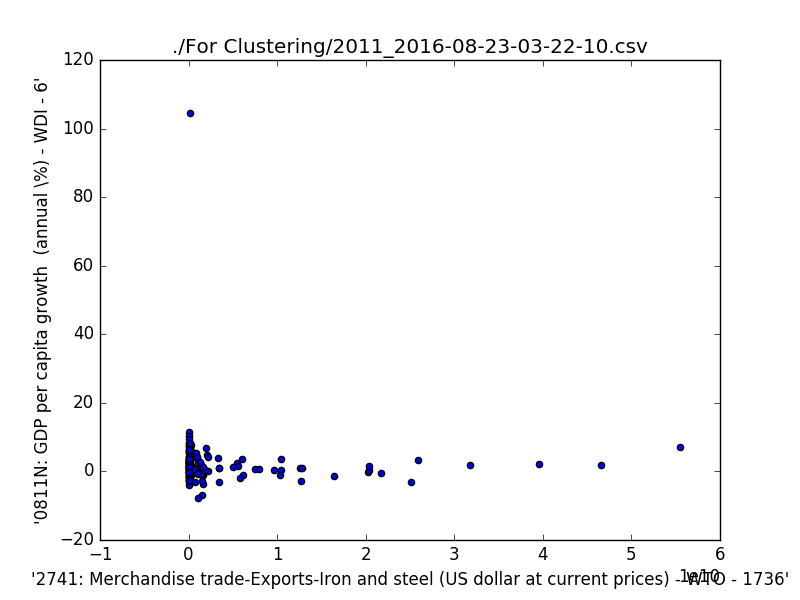 ./For Clustering/2011_2016-08-23-03-22-10.csv
120
100
80
60
40
20
0
−20
'0811N: GDP per capita growth  (annual \%) - WDI - 6'
−1 0 1 2 3 4 5 6
1e10
'2741: Merchandise trade-Exports-Iron and steel (US dollar at current prices) - WTO - 1736'